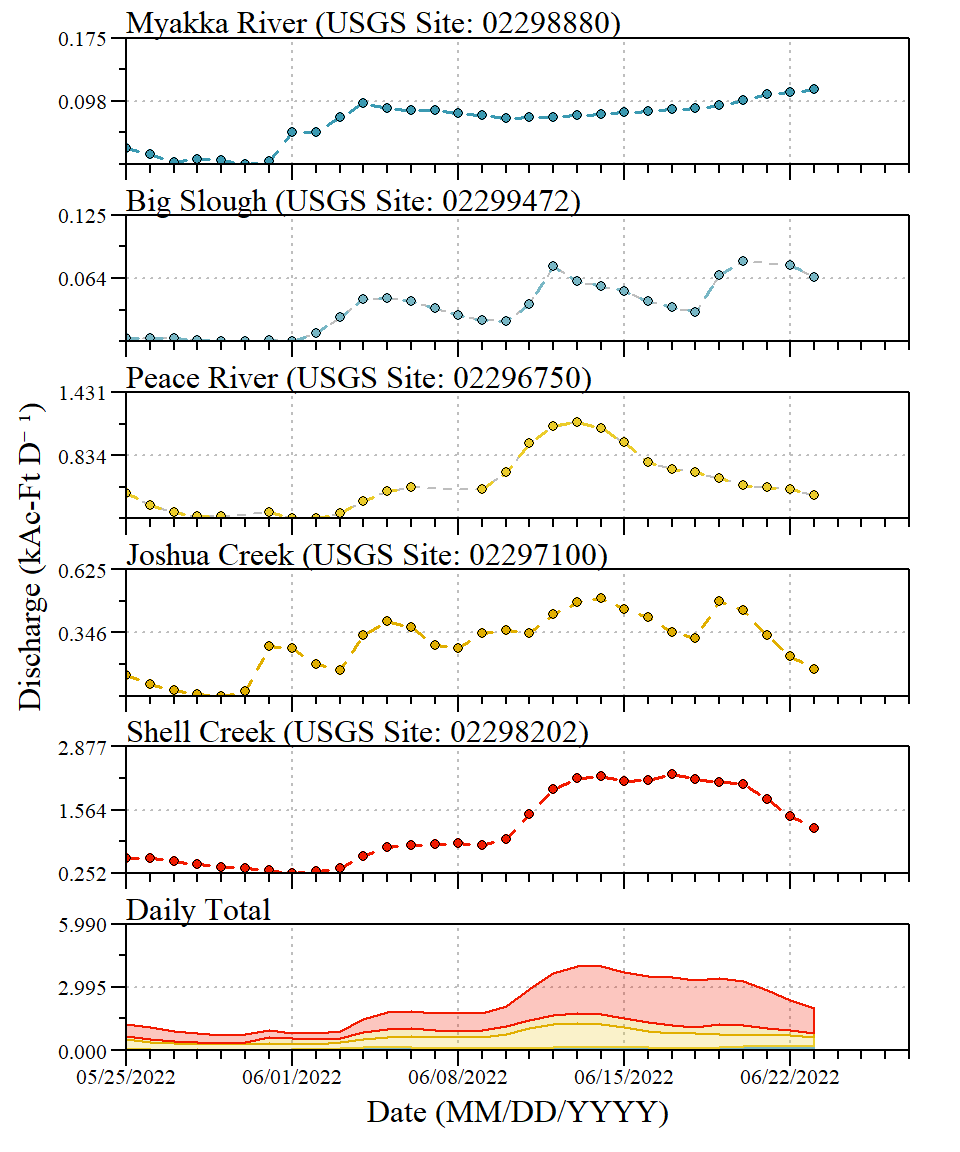 Myakka River (USGS Site: 02298880)
0.175
0.098
Big Slough (USGS Site: 02299472)
0.125
0.064
Peace River (USGS Site: 02296750)
1.431
0.834
Joshua Creek (USGS Site: 02297100)
0.625
0.346
Shell Creek (USGS Site: 02298202)
2.877
1.564
0.252
Daily Total
5.990
2.995
0.000
Discharge (kAc-Ft D⁻¹)
05/25/2022 06/01/2022 06/08/2022 06/15/2022 06/22/2022
Date (MM/DD/YYYY)